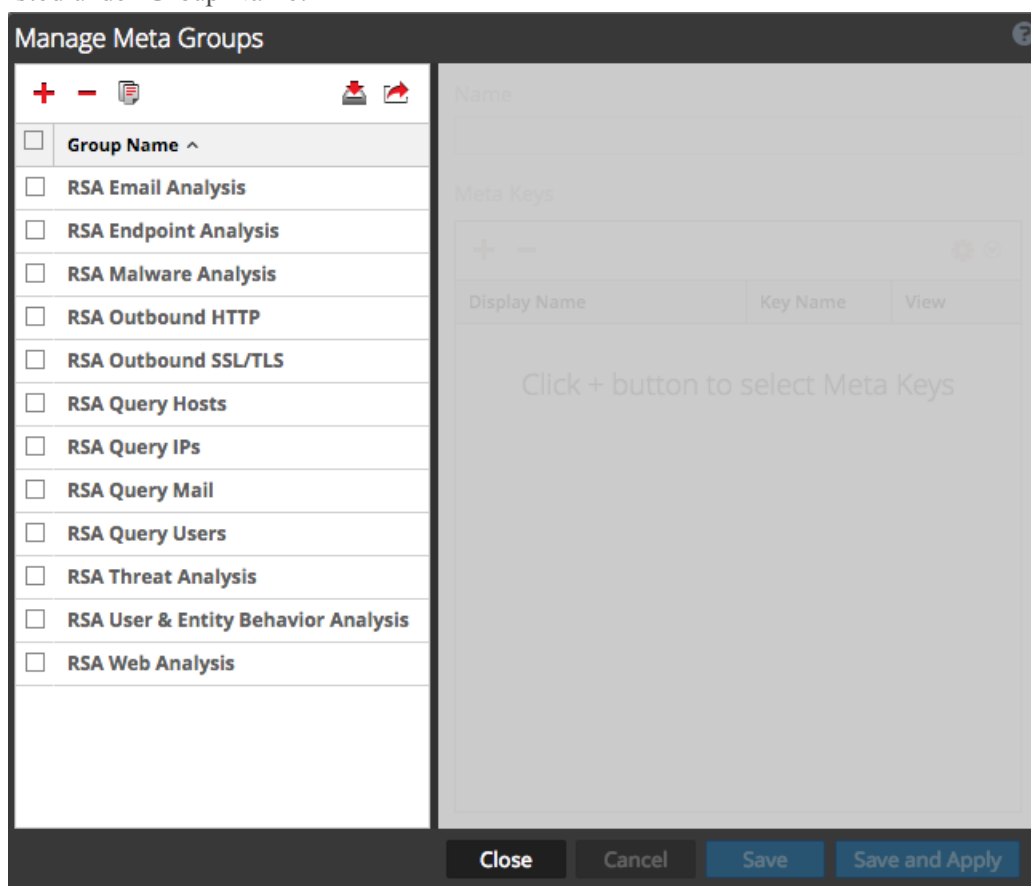 Manage Meta Groups
Name
Group Name
RSA Email Analysis
Meta Keys
RSA Endpoint Analysis
RSA Malware Analysis
Display Name Key Name View
RSA Outbound HTTP
RSA Outbound SSL/TLS
Click + button to select Meta Keys
RSA Query Hosts
RSA Query IPs
RSA Query Mail
RSA Query Users
RSA Threat Analysis
RSA User & Entity Behavior Analysis
RSA Web Analysis
Close Cancel Save Save and Apply